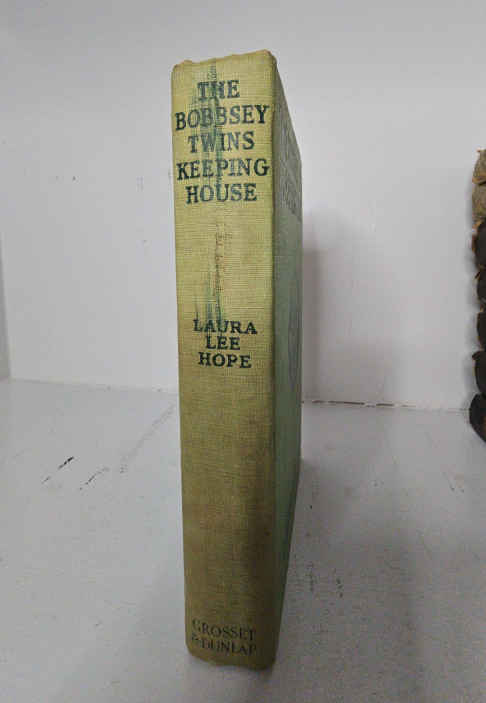 THE
BOBBSEY
TWINS
KEEPING
HOUSE
LAURA
LEE
HOPE
GROSSET
& DUNLAP